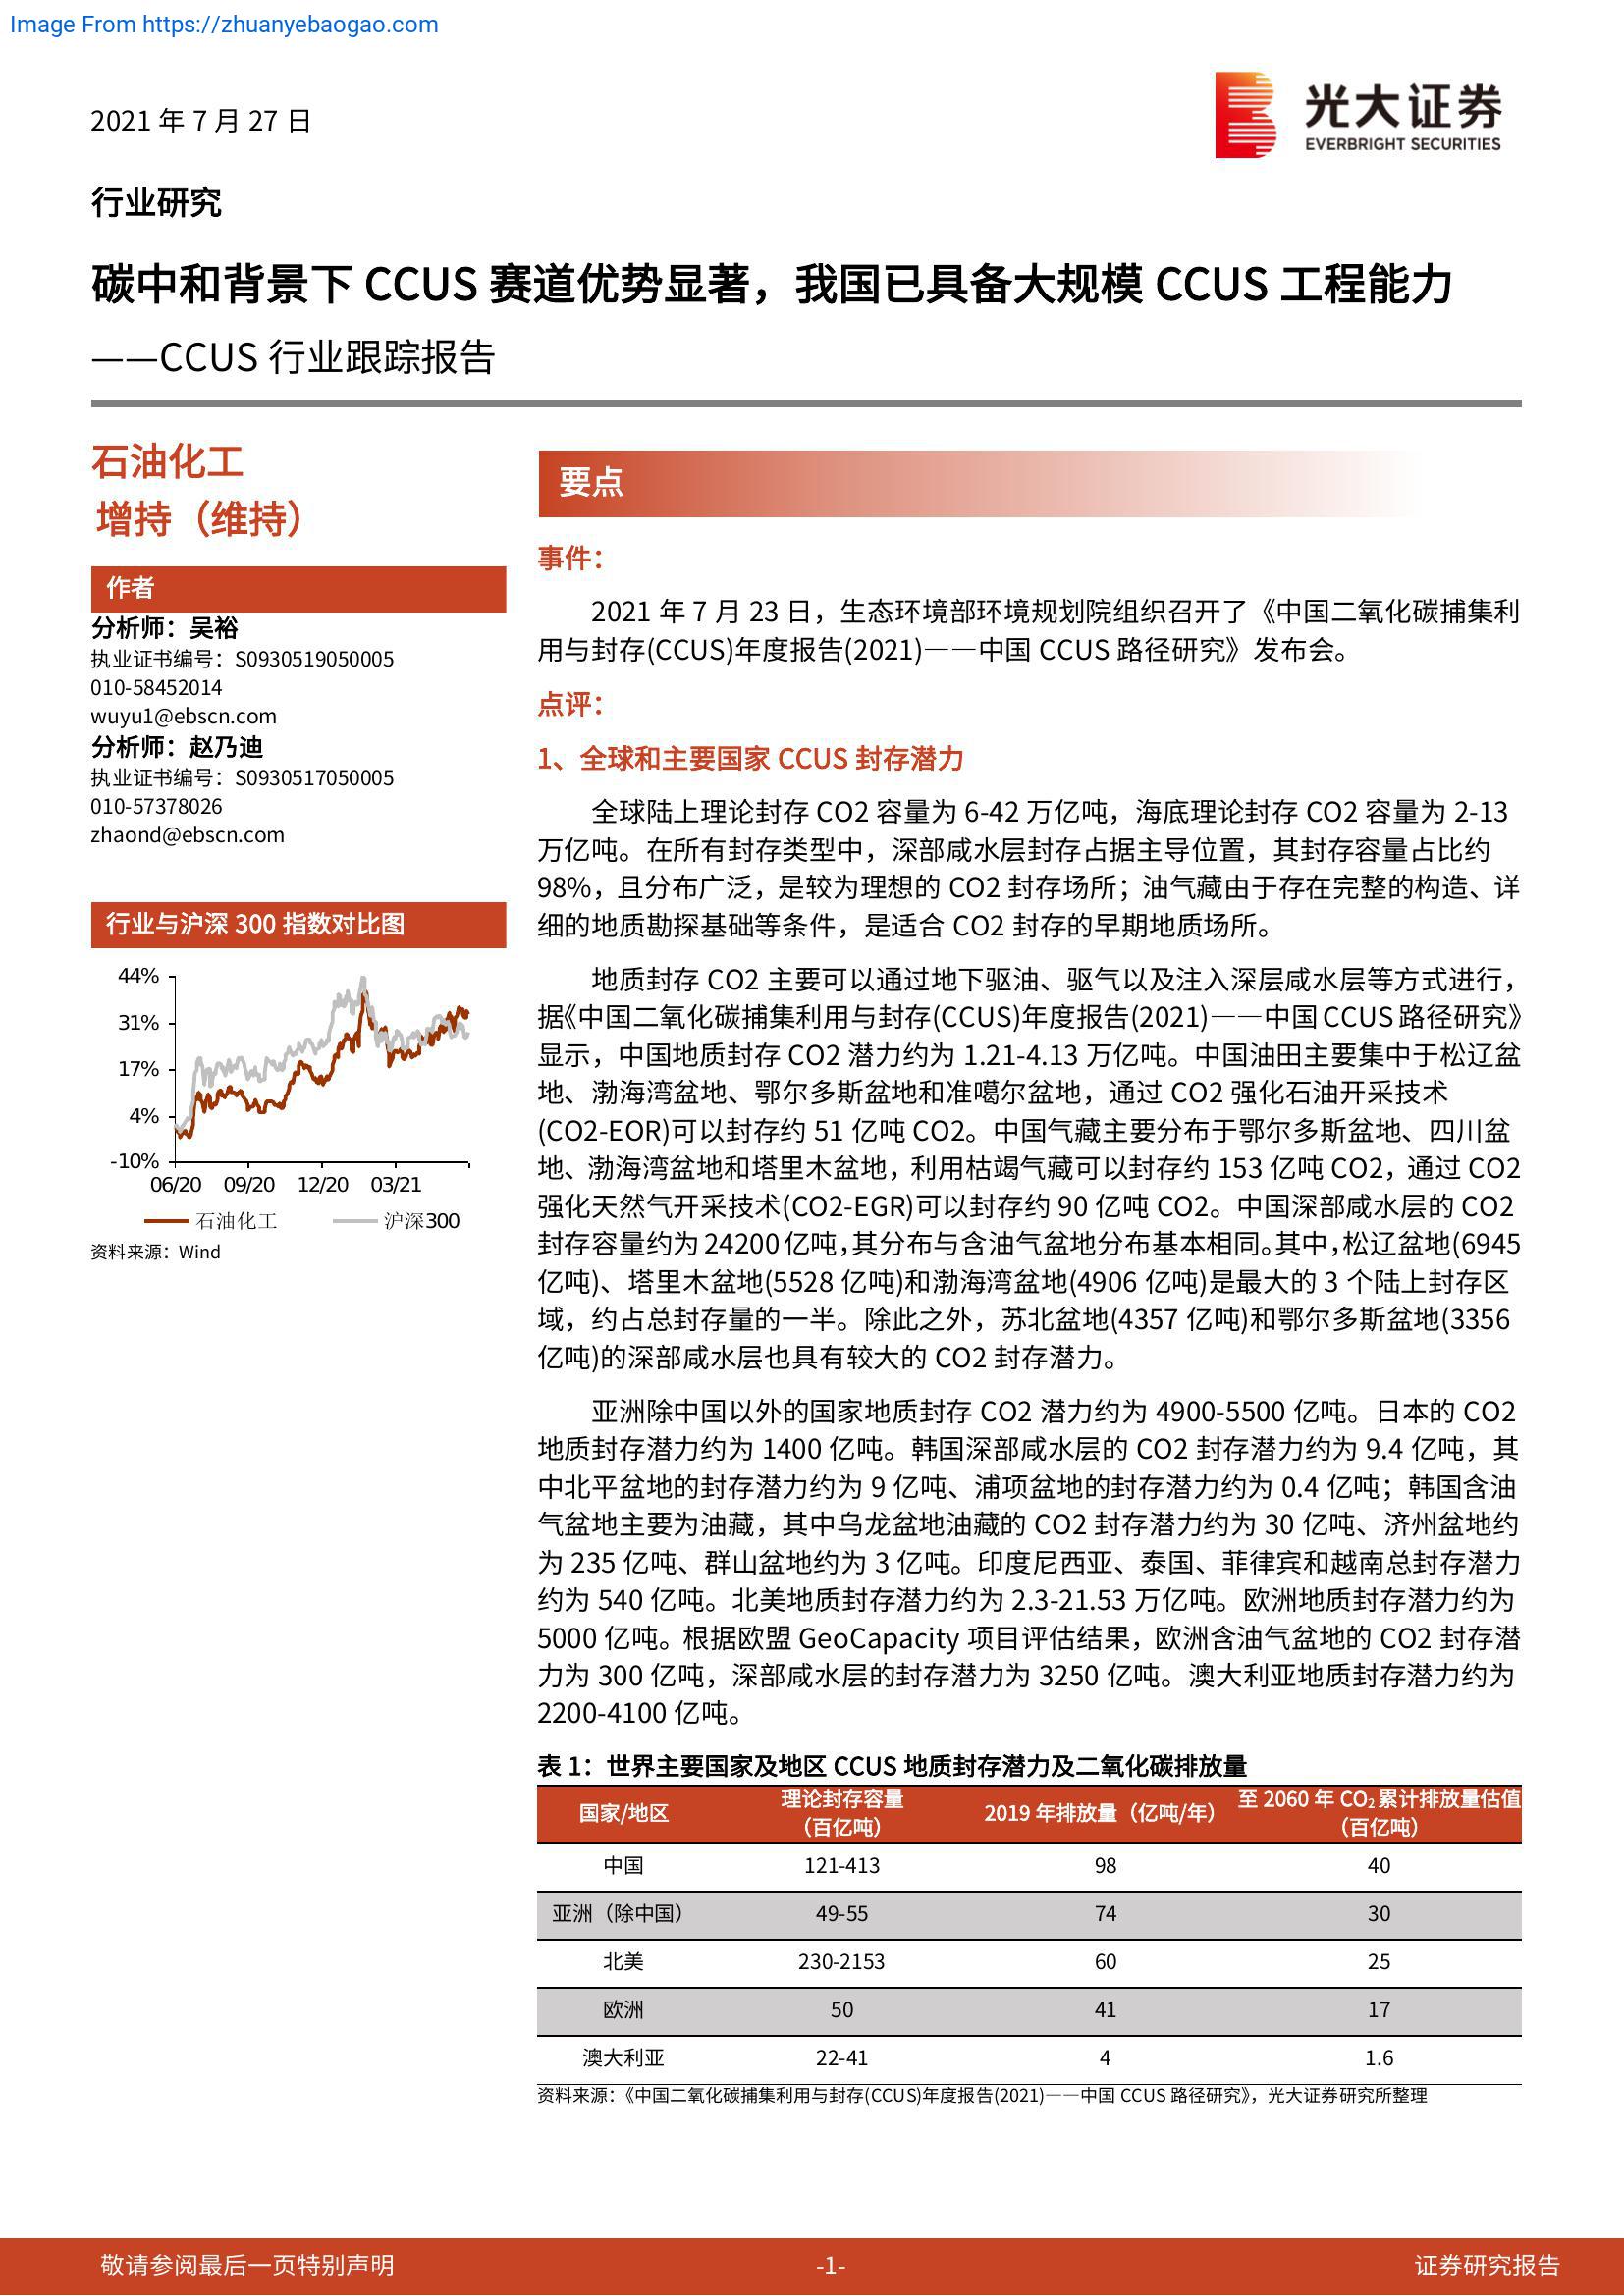 Image From https://zhuanyebaogao.com
2021 年 7 月 27 日
光大证券
EVERBRIGHT SECURITIES
行业研究
碳中和背景下 CCUS 赛道优势显著，我国已具备大规模 CCUS 工程能力
——CCUS 行业跟踪报告
石油化工
增持（维持）
作者
分析师：吴裕
执业证书编号：S0930519050005
010-58452014
wuyu1@ebscn.com
分析师：赵乃迪
执业证书编号：S0930517050005
010-57378026
zhaond@ebscn.com
行业与沪深 300 指数对比图
44%
31%
17%
4%
-10%
06/20 09/20 12/20 03/21
石油化工 沪深300
资料来源：Wind
要点
事件：
2021 年 7 月 23 日，生态环境部环境规划院组织召开了《中国二氧化碳捕集利
用与封存(CCUS)年度报告(2021)——中国 CCUS 路径研究》发布会。
点评：
1、全球和主要国家 CCUS 封存潜力
全球陆上理论封存 CO2 容量为 6-42 万亿吨，海底理论封存 CO2 容量为 2-13
万亿吨。在所有封存类型中，深部咸水层封存占据主导位置，其封存容量占比约
98%，且分布广泛，是较为理想的 CO2 封存场所；油气藏由于存在完整的构造、详
细的地质勘探基础等条件，是适合 CO2 封存的早期地质场所。
地质封存 CO2 主要可以通过地下驱油、驱气以及注入深层咸水层等方式进行，
据《中国二氧化碳捕集利用与封存(CCUS)年度报告(2021)——中国 CCUS 路径研究》
显示，中国地质封存 CO2 潜力约为 1.21-4.13 万亿吨。中国油田主要集中于松辽盆
地、渤海湾盆地、鄂尔多斯盆地和准噶尔盆地，通过 CO2 强化石油开采技术
(CO2-EOR)可以封存约 51 亿吨 CO2。中国气藏主要分布于鄂尔多斯盆地、四川盆
地、渤海湾盆地和塔里木盆地，利用枯竭气藏可以封存约 153 亿吨 CO2，通过 CO2
强化天然气开采技术(CO2-EGR)可以封存约 90 亿吨 CO2。中国深部咸水层的 CO2
封存容量约为 24200 亿吨，其分布与含油气盆地分布基本相同。其中，松辽盆地(6945
亿吨)、塔里木盆地(5528 亿吨)和渤海湾盆地(4906 亿吨)是最大的 3 个陆上封存区
域，约占总封存量的一半。除此之外，苏北盆地(4357 亿吨)和鄂尔多斯盆地(3356
亿吨)的深部咸水层也具有较大的 CO2 封存潜力。
亚洲除中国以外的国家地质封存 CO2 潜力约为 4900-5500 亿吨。日本的 CO2
地质封存潜力约为 1400 亿吨。韩国深部咸水层的 CO2 封存潜力约为 9.4 亿吨，其
中北平盆地的封存潜力约为 9 亿吨、浦项盆地的封存潜力约为 0.4 亿吨；韩国含油
气盆地主要为油藏，其中乌龙盆地油藏的 CO2 封存潜力约为 30 亿吨、济州盆地约
为 235 亿吨、群山盆地约为 3 亿吨。印度尼西亚、泰国、菲律宾和越南总封存潜力
约为 540 亿吨。北美地质封存潜力约为 2.3-21.53 万亿吨。欧洲地质封存潜力约为
5000 亿吨。根据欧盟 GeoCapacity 项目评估结果，欧洲含油气盆地的 CO2 封存潜
力为 300 亿吨，深部咸水层的封存潜力为 3250 亿吨。澳大利亚地质封存潜力约为
2200-4100 亿吨。
表 1：世界主要国家及地区 CCUS 地质封存潜力及二氧化碳排放量
国家/地区 理论封存容量（百亿吨） 2019 年排放量（亿吨/年） 至 2060 年 CO₂ 累计排放量估值（百亿吨）
中国 121-413 98 40
亚洲（除中国） 49-55 74 30
北美 230-2153 60 25
欧洲 50 41 17
澳大利亚 22-41 4 1.6
资料来源：《中国二氧化碳捕集利用与封存(CCUS)年度报告(2021)——中国 CCUS 路径研究》，光大证券研究所整理
敬请参阅最后一页特别声明 -1- 证券研究报告